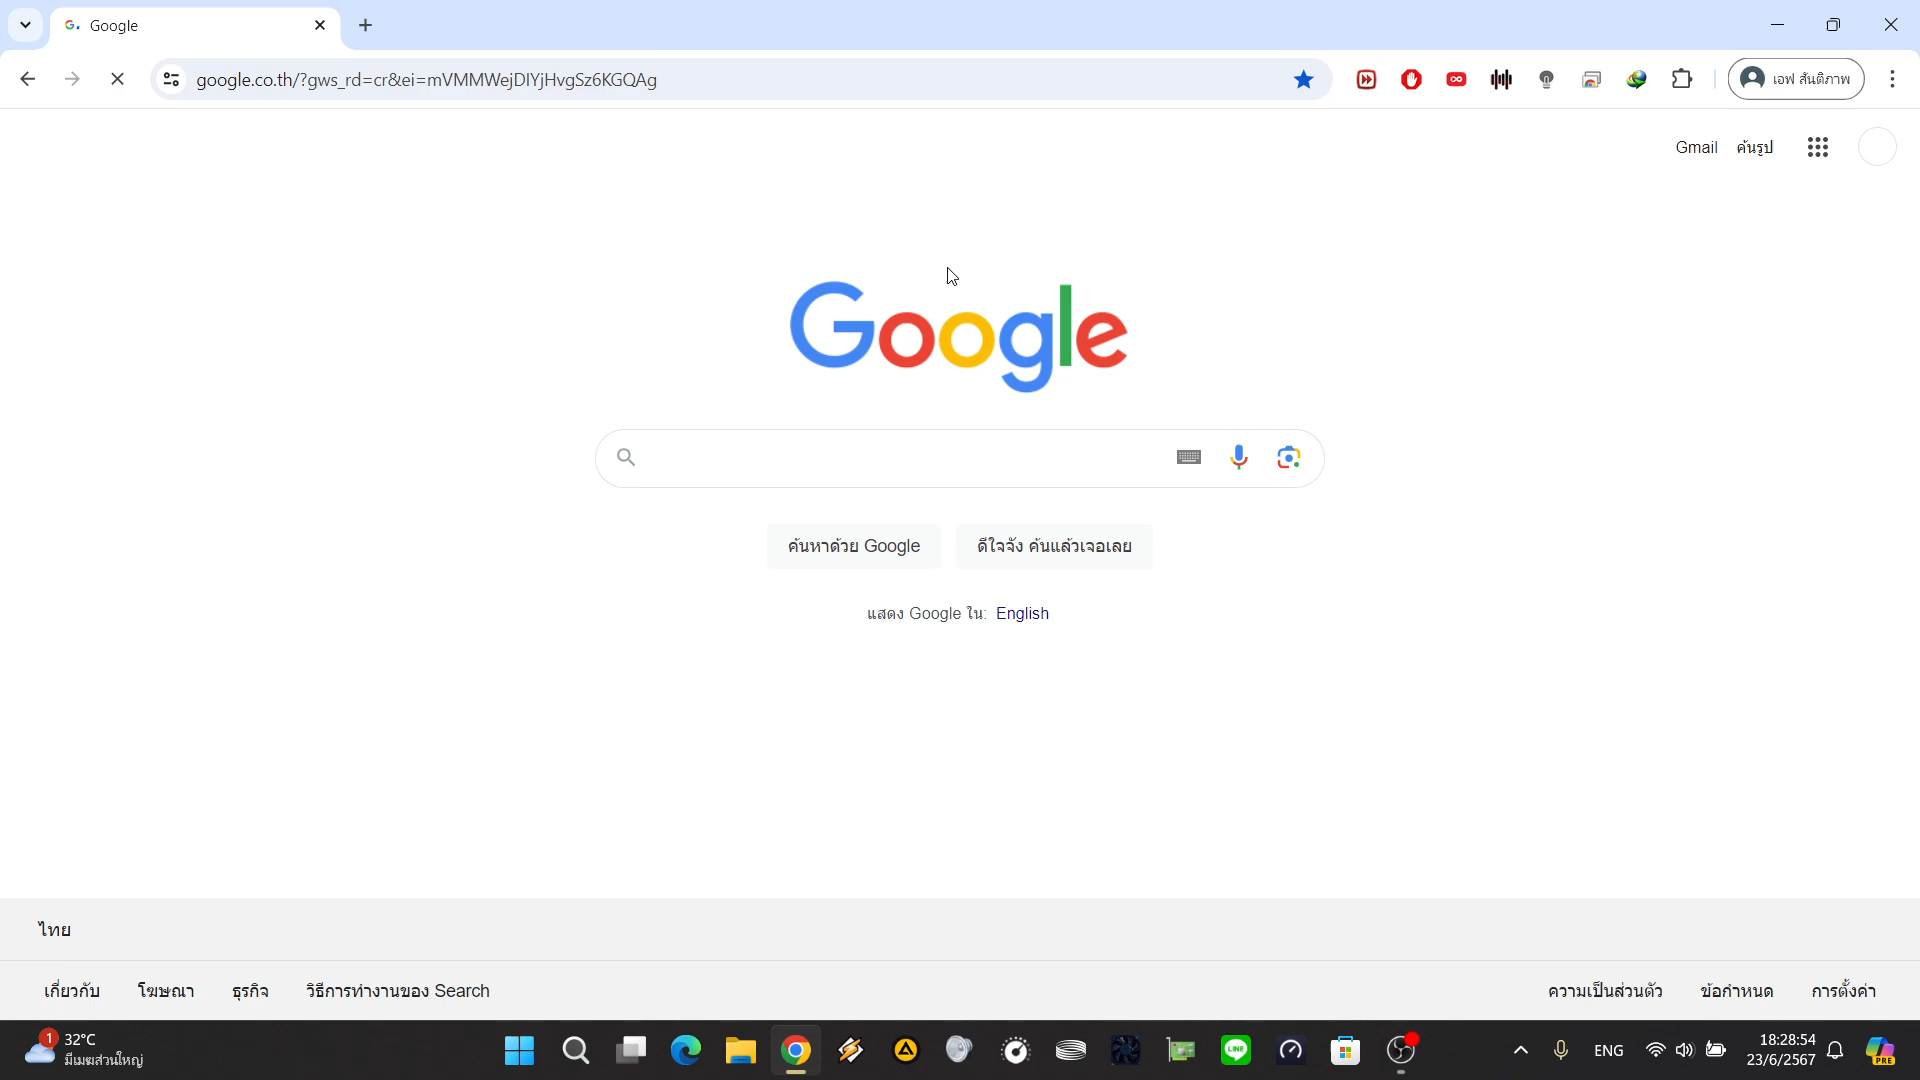 Google
google.co.th/?gws_rd=cr&ei=mVMMWejDIYjHvgSz6KGQAg
เอฟ สันติภาพ
Gmail ค้นรูป
Google
ค้นหาด้วย Google ดีใจจัง ค้นแล้วเจอเลย
แสดง Google ใน: English
ไทย
เกี่ยวกับ โฆษณา ธุรกิจ วิธีการทำงานของ Search ความเป็นส่วนตัว ข้อกำหนด การตั้งค่า
1 32°C
มีเมฆส่วนใหญ่
LINE
ENG
18:28:54
23/6/2567
PRE